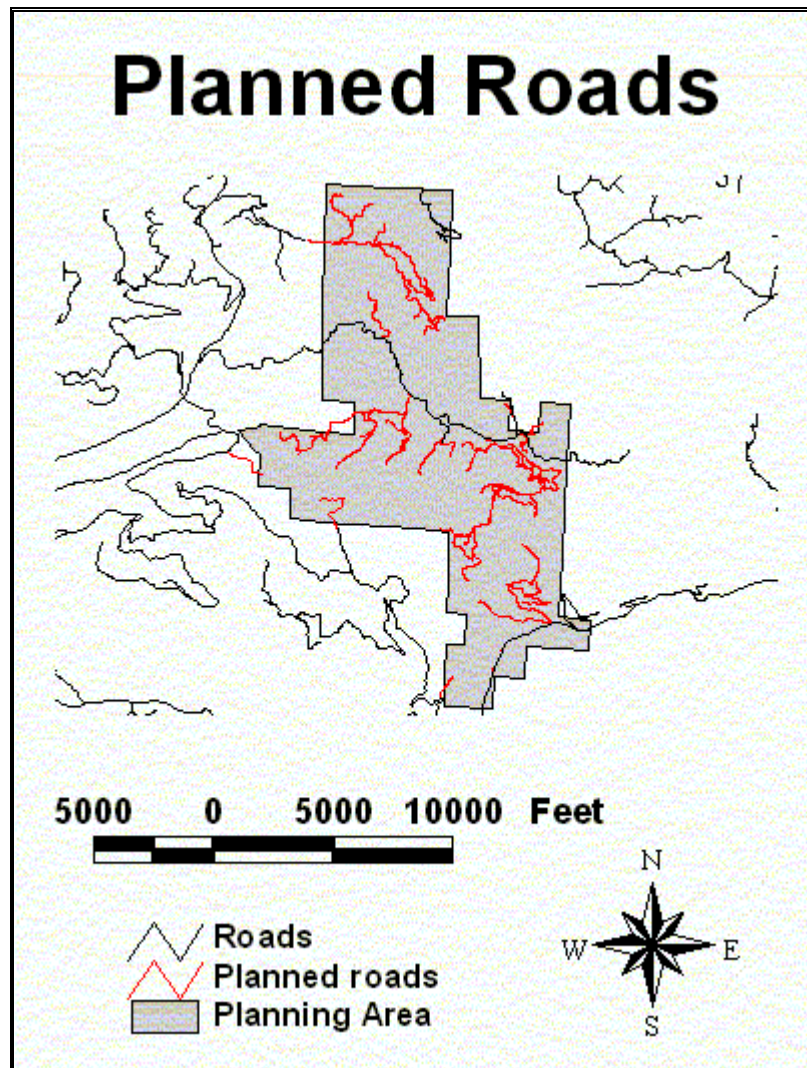 Planned Roads
5000 0 5000 10000 Feet
N
W E
S
Roads
Planned roads
Planning Area